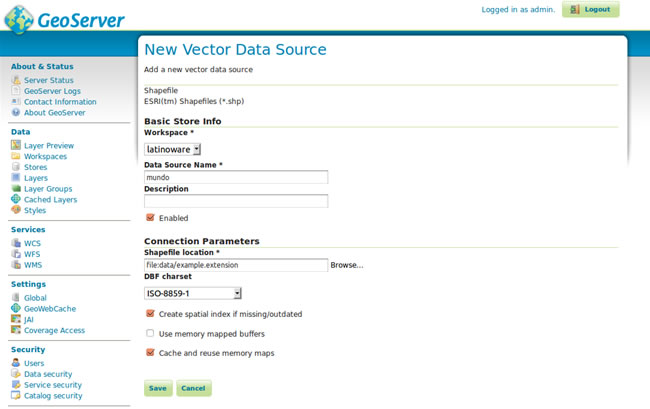 GeoServer
Logged in as admin. Logout
About & Status
Server Status
GeoServer Logs
Contact Information
About GeoServer
Data
Layer Preview
Workspaces
Stores
Layers
Layer Groups
Cached Layers
Styles
Services
WCS
WFS
WMS
Settings
Global
GeoWebCache
JAI
Coverage Access
Security
Users
Data security
Service security
Catalog security
New Vector Data Source
Add a new vector data source
Shapefile
ESRI(tm) Shapefiles (*.shp)
Basic Store Info
Workspace *
latinoware
Data Source Name *
mundo
Description
Enabled
Connection Parameters
Shapefile location *
file:data/example.extension Browse...
DBF charset
ISO-8859-1
Create spatial index if missing/outdated
Use memory mapped buffers
Cache and reuse memory maps
Save Cancel